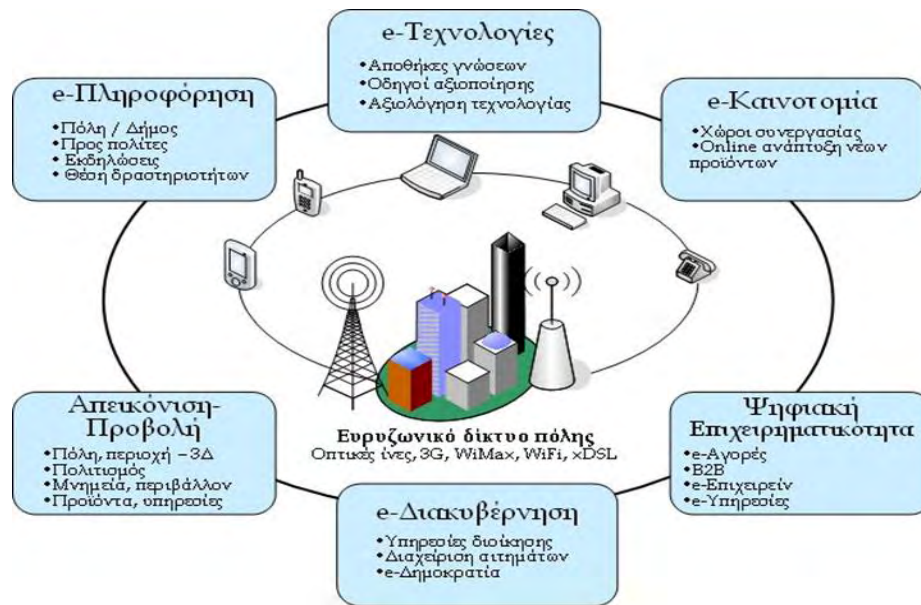 e-Τεχνολογίες
•Αποθήκες γνώσεων
•Οδηγοί αξιοποίησης
•Αξιολόγηση τεχνολογίας
e-Πληροφόρηση
•Πόλη / Δήμος
•Προς πολίτες
• Εκδηλώσεις
• Θέση δραστηριοτήτων
e-Καινοτομία
•Χώροι συνεργασίας
•Online ανάπτυξη νέων
προϊόντων
Ευρυζωνικό δίκτυο πόλης
Οπτικές ίνες, 3G, WiMax, WiFi, xDSL
Απεικόνιση-
Προβολή
•Πόλη, περιοχή – 3Δ
•Πολιτισμός
•Μνημεία, περιβάλλον
•Προϊόντα, υπηρεσίες
Ψηφιακή
Επιχειρηματικότητα
•e-Αγορές
•B2B
•e-Επιχειρείν
•e-Υπηρεσίες
e-Διακυβέρνηση
•Υπηρεσίες διοίκησης
•Διαχείριση αιτημάτων
•e-Δημοκρατία